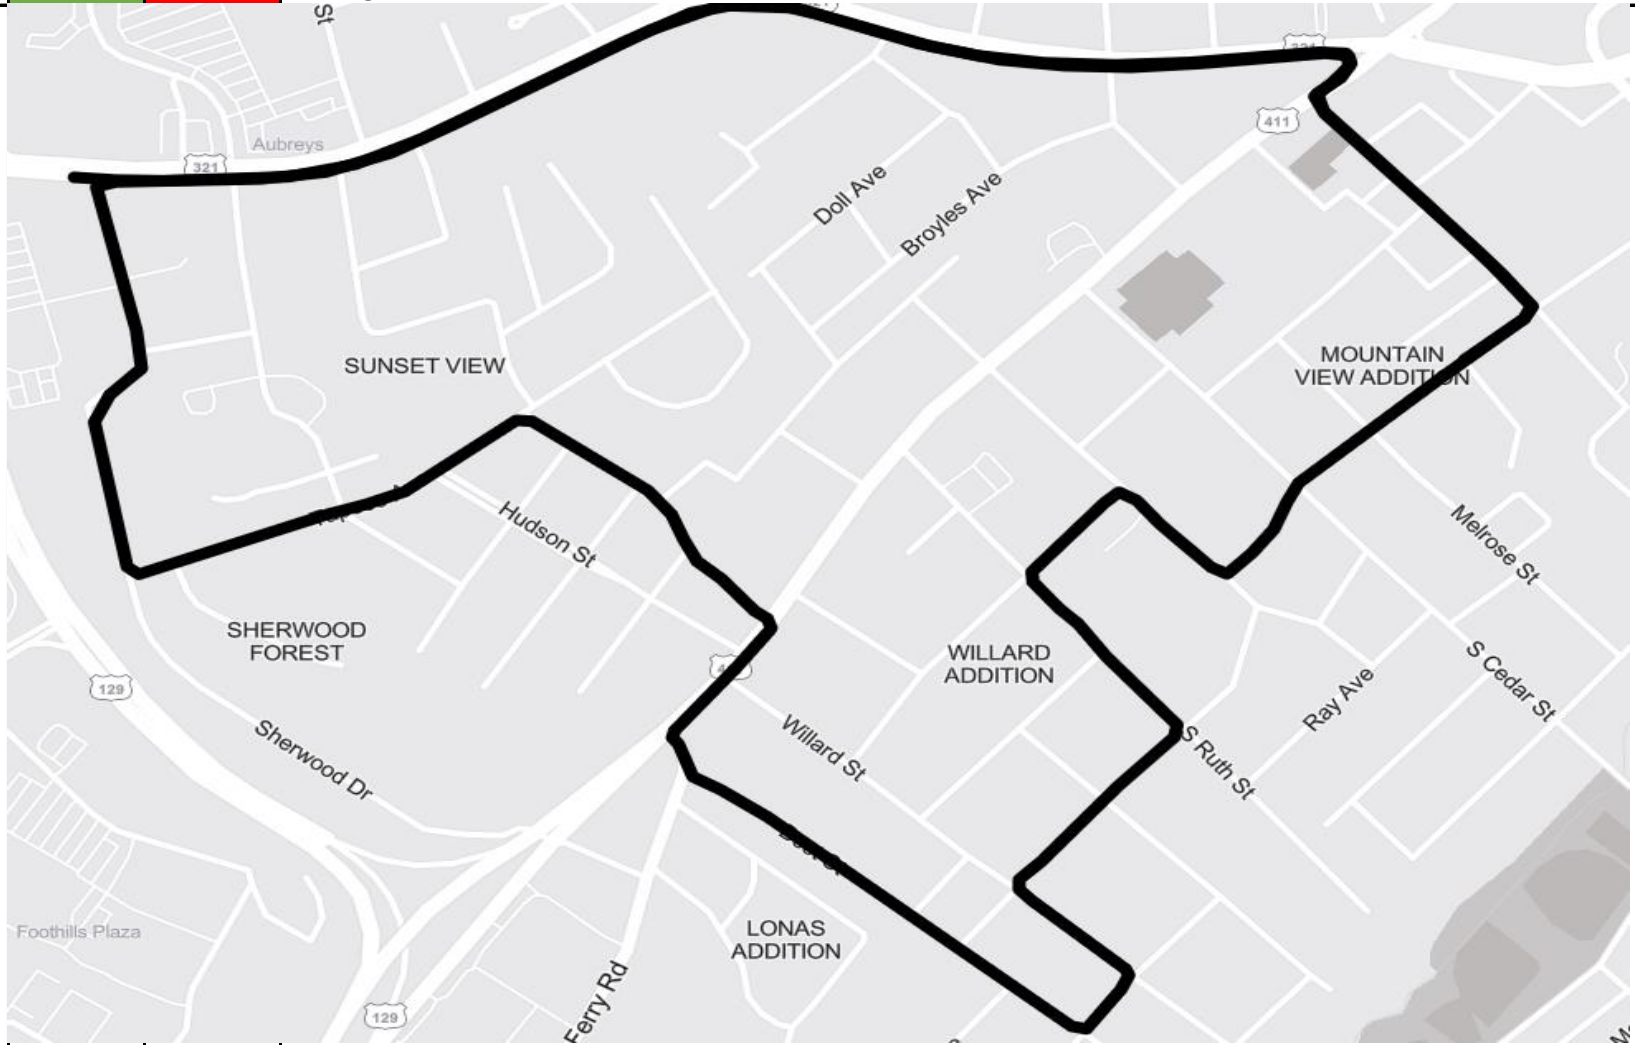 St
321
Aubreys
321
411
Doll Ave
Broyles Ave
SUNSET VIEW
MOUNTAIN
VIEW ADDITION
Hudson St
Melrose St
SHERWOOD
FOREST
WILLARD
ADDITION
S Cedar St
129
Ray Ave
Sherwood Dr
Willard St
S Ruth St
Foothills Plaza
LONAS
ADDITION
Ferry Rd
129